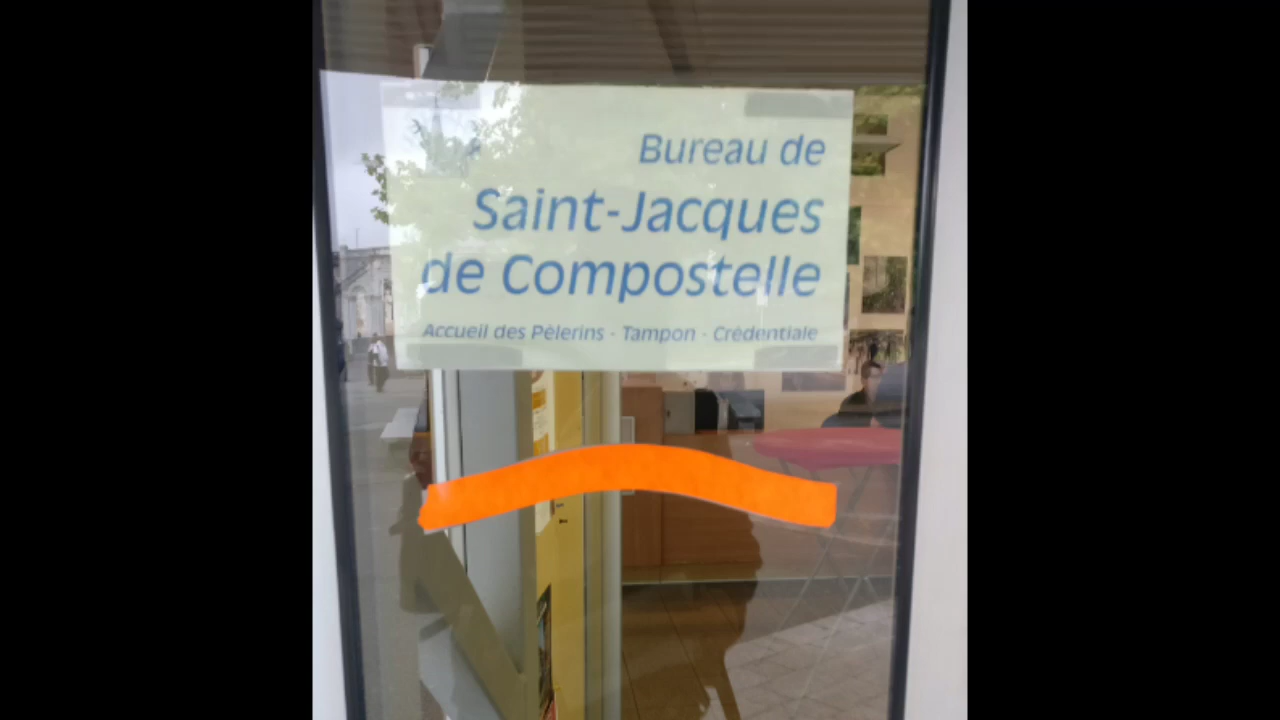 Bureau de
Saint-Jacques
de Compostelle
Accueil des Pèlerins · Tampon · Crédentiale